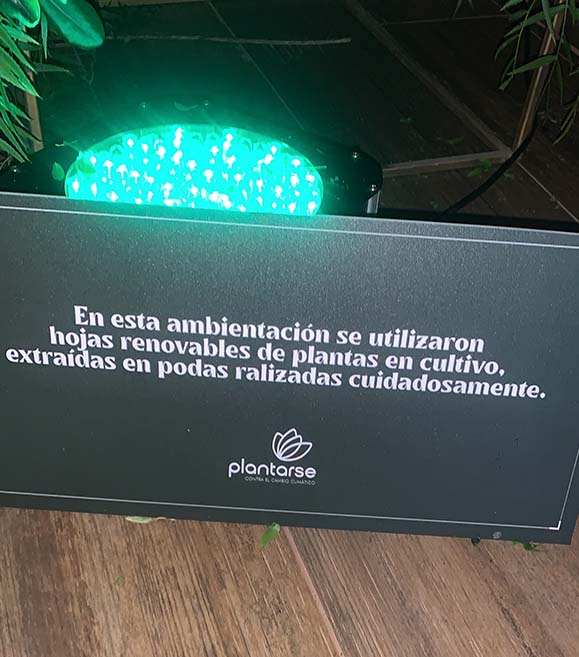 En esta ambientación se utilizaron
hojas renovables de plantas en cultivo,
extraídas en podas ralizadas cuidadosamente.
plantarse
CONTRA EL CAMBIO CLIMÁTICO